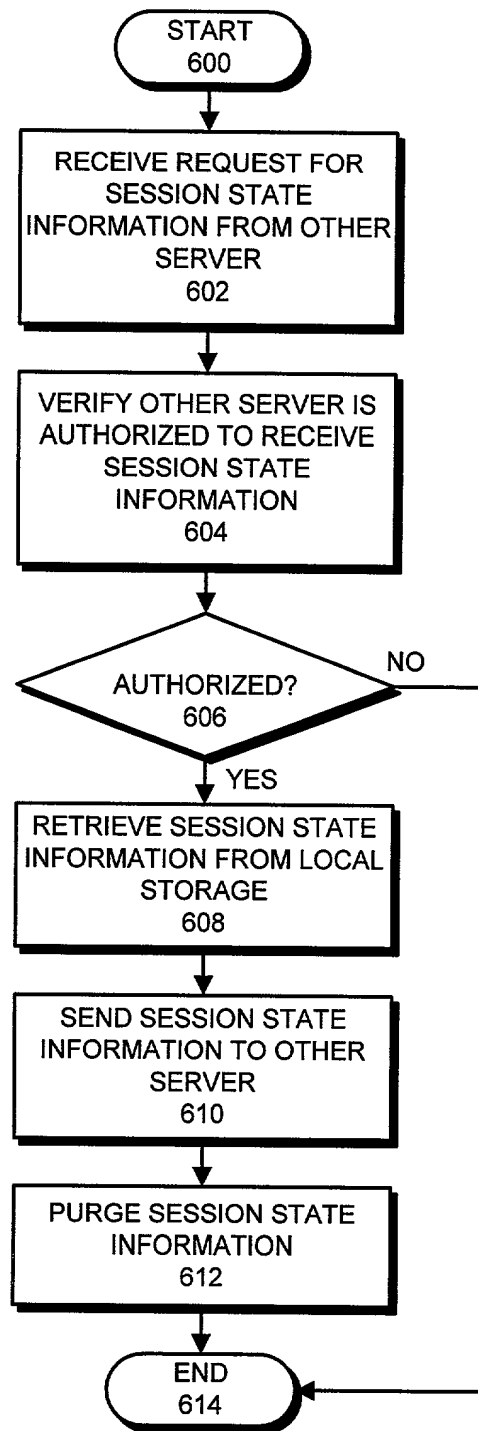 START
600
RECEIVE REQUEST FOR
SESSION STATE
INFORMATION FROM OTHER
SERVER
602
VERIFY OTHER SERVER IS
AUTHORIZED TO RECEIVE
SESSION STATE
INFORMATION
604
AUTHORIZED?
606
NO
YES
RETRIEVE SESSION STATE
INFORMATION FROM LOCAL
STORAGE
608
SEND SESSION STATE
INFORMATION TO OTHER
SERVER
610
PURGE SESSION STATE
INFORMATION
612
END
614